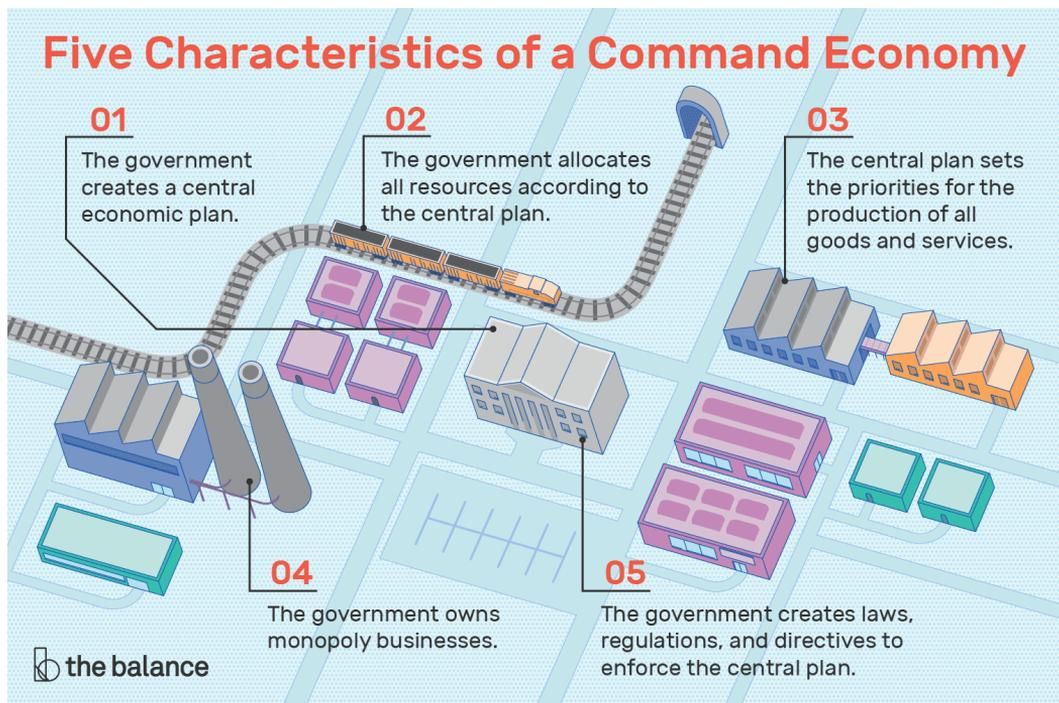 Five Characteristics of a Command Economy
01
The government
creates a central
economic plan.
02
The government allocates
all resources according to
the central plan.
03
The central plan sets
the priorities for the
production of all
goods and services.
04
The government owns
monopoly businesses.
05
The government creates laws,
regulations, and directives to
enforce the central plan.
the balance